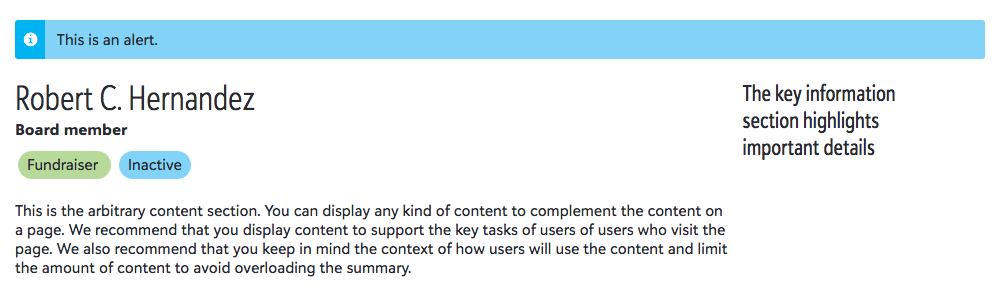 This is an alert.
Robert C. Hernandez
Board member
Fundraiser Inactive
This is the arbitrary content section. You can display any kind of content to complement the content on
a page. We recommend that you display content to support the key tasks of users of users who visit the
page. We also recommend that you keep in mind the context of how users will use the content and limit
the amount of content to avoid overloading the summary.
The key information
section highlights
important details